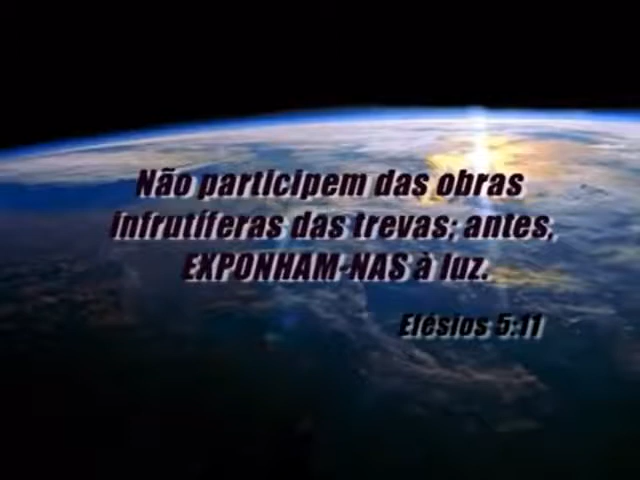 Não participem das obras
infrutíferas das trevas; antes,
EXPONHAM-NAS à luz.
Efésios 5:11